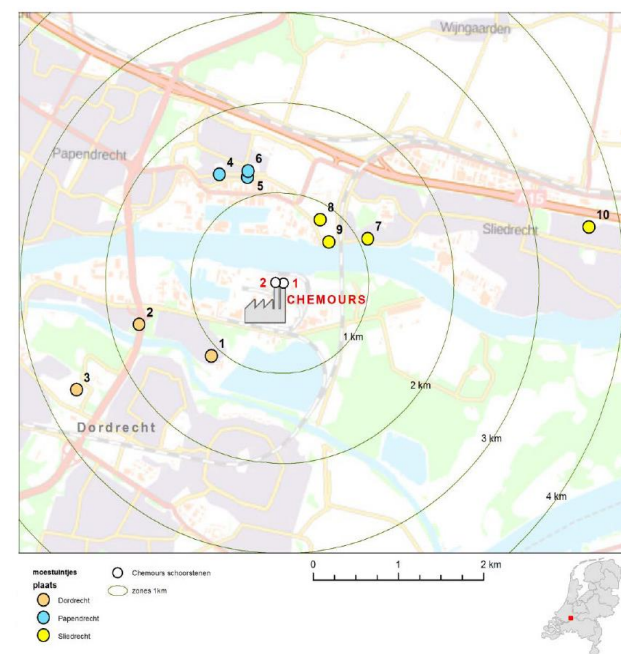 Wijngaarden
Papendrecht
4
6
5
8
7
9
10
A15
Sliedrecht
2
1
CHEMOURS
2
1
3
1 km
2 km
3 km
4 km
Dordrecht
moestuintjes
plaats
Dordrecht
Papendrecht
Sliedrecht
Chemours schoorstenen
zones 1km
0 1 2 km